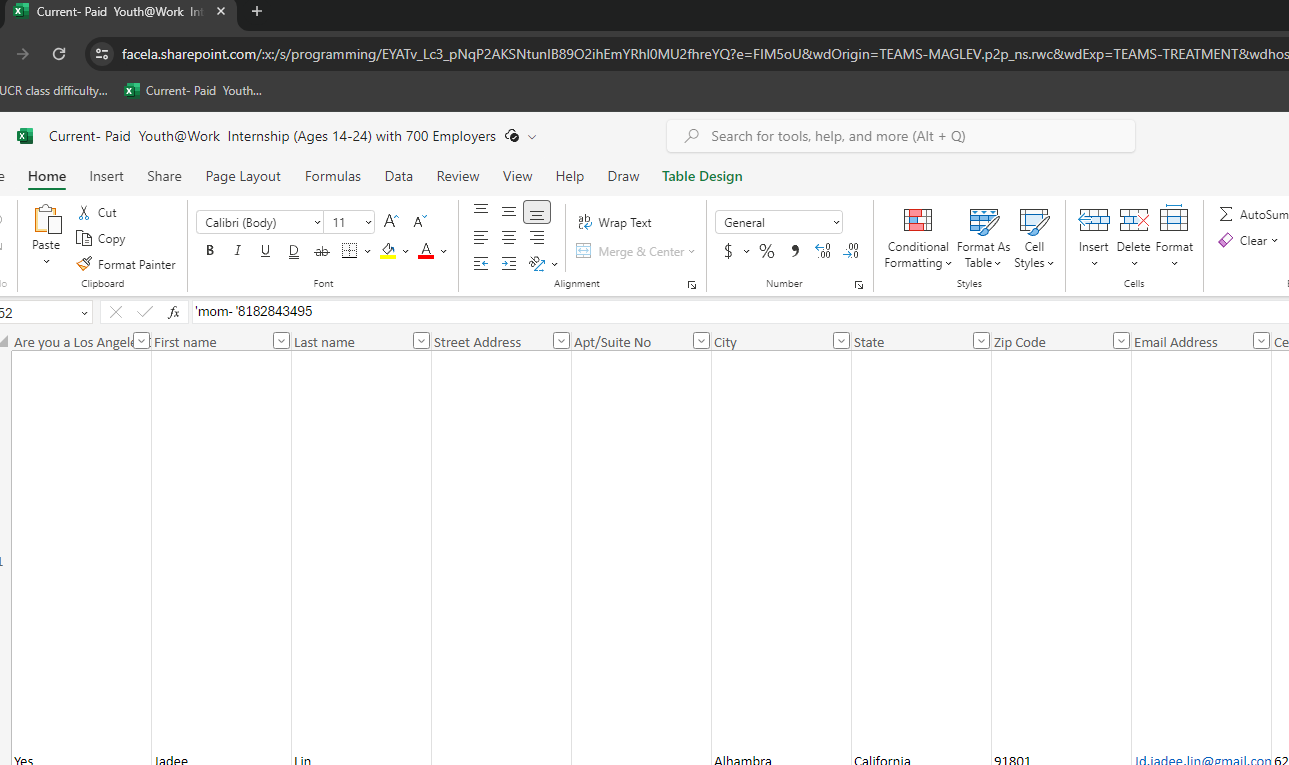 Current- Paid Youth@Work Int
facela.sharepoint.com/:x:/s/programming/EYATv_Lc3_pNqP2AKSNtunIB89O2ihEmYRhI0MU2fhreYQ?e=FIM5oU&wdOrigin=TEAMS-MAGLEV.p2p_ns.rwc&wdExp=TEAMS-TREATMENT&wdhos
UCR class difficulty... Current- Paid Youth...
Current- Paid Youth@Work Internship (Ages 14-24) with 700 Employers
Search for tools, help, and more (Alt + Q)
Home Insert Share Page Layout Formulas Data Review View Help Draw Table Design
Paste Cut Copy Format Painter
Clipboard
Calibri (Body) 11 A A
B I U D ab A
Font
Wrap Text
Merge & Center
Alignment
General
$ % 9 .00 .00
Number
Conditional Formatting Format As Table Cell Styles
Styles
Insert Delete Format
Cells
AutoSum
Clear
52 fx 'mom- '8182843495
Are you a Los Angele First name Last name Street Address Apt/Suite No City State Zip Code Email Address Ce
Yes Jadee Lin Alhambra California 91801 ld.jadee.lin@gmail.con 62